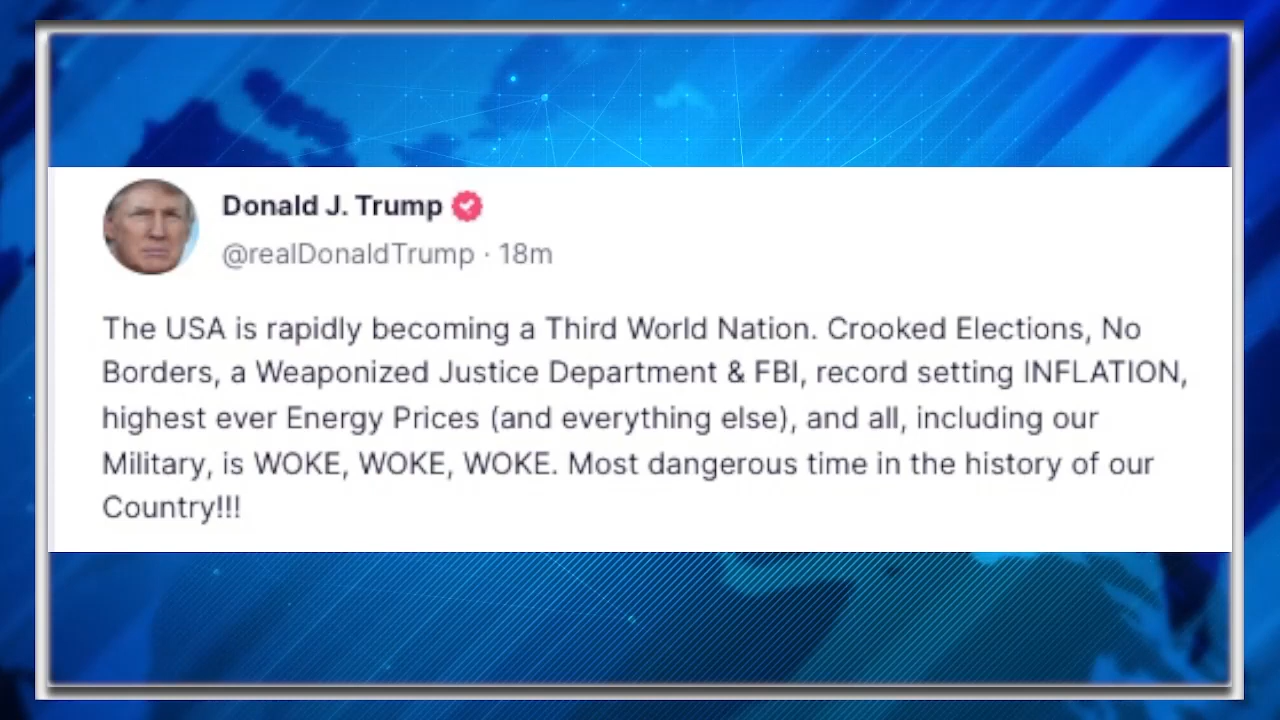 Donald J. Trump
@realDonaldTrump · 18m
The USA is rapidly becoming a Third World Nation. Crooked Elections, No
Borders, a Weaponized Justice Department & FBI, record setting INFLATION,
highest ever Energy Prices (and everything else), and all, including our
Military, is WOKE, WOKE, WOKE. Most dangerous time in the history of our
Country!!!